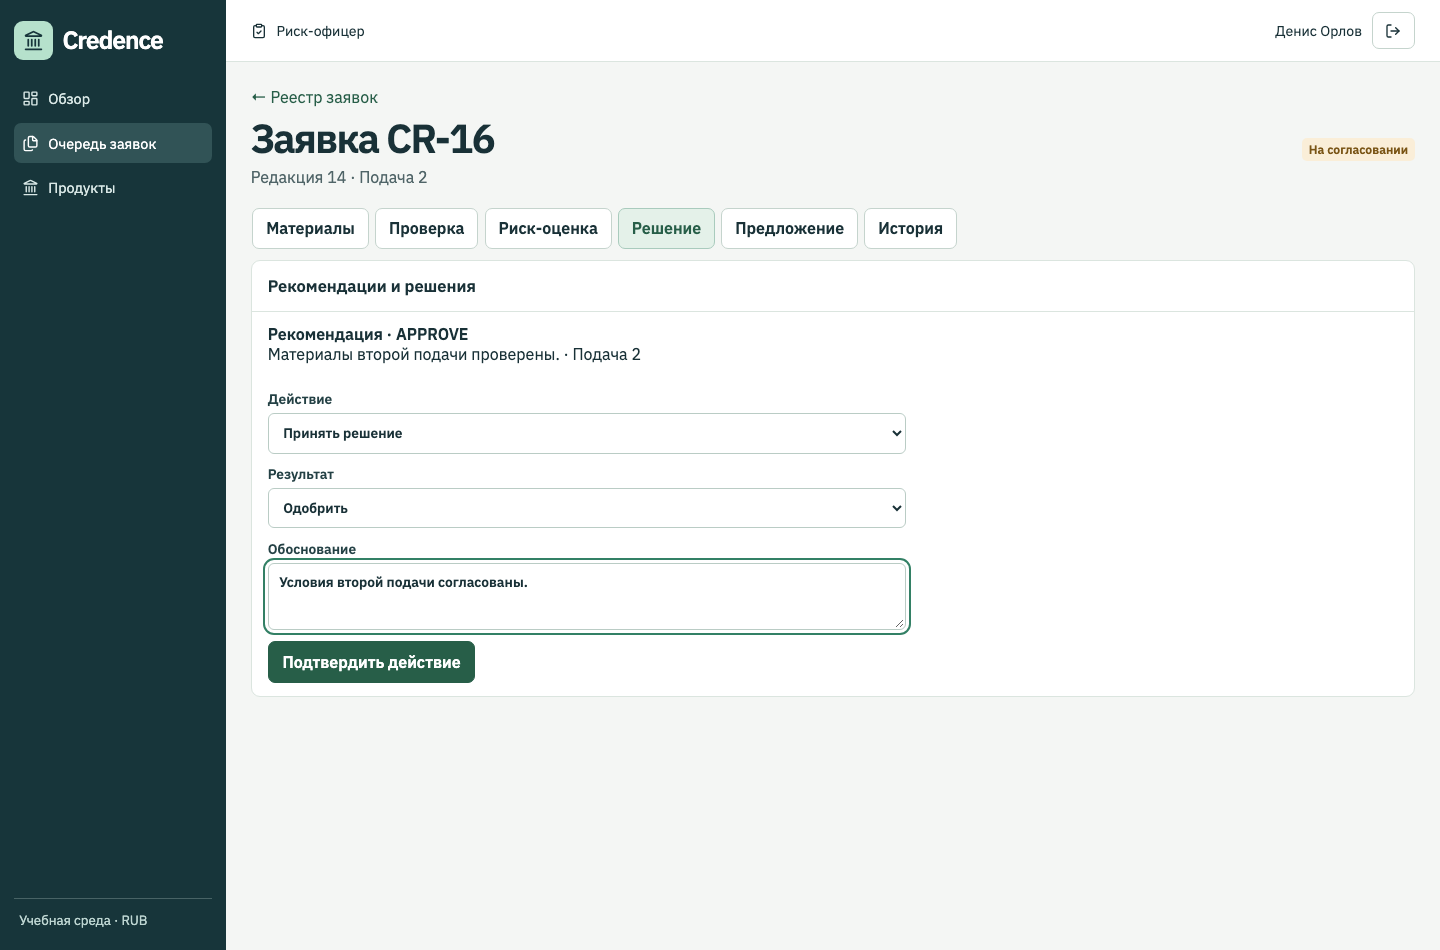 Credence
Обзор
Очередь заявок
Продукты
Учебная среда · RUB
Риск-офицер
Денис Орлов
← Реестр заявок
Заявка CR-16
На согласовании
Редакция 14 · Подача 2
Материалы
Проверка
Риск-оценка
Решение
Предложение
История
Рекомендации и решения
Рекомендация · APPROVE
Материалы второй подачи проверены. · Подача 2
Действие
Принять решение
Результат
Одобрить
Обоснование
Условия второй подачи согласованы.
Подтвердить действие